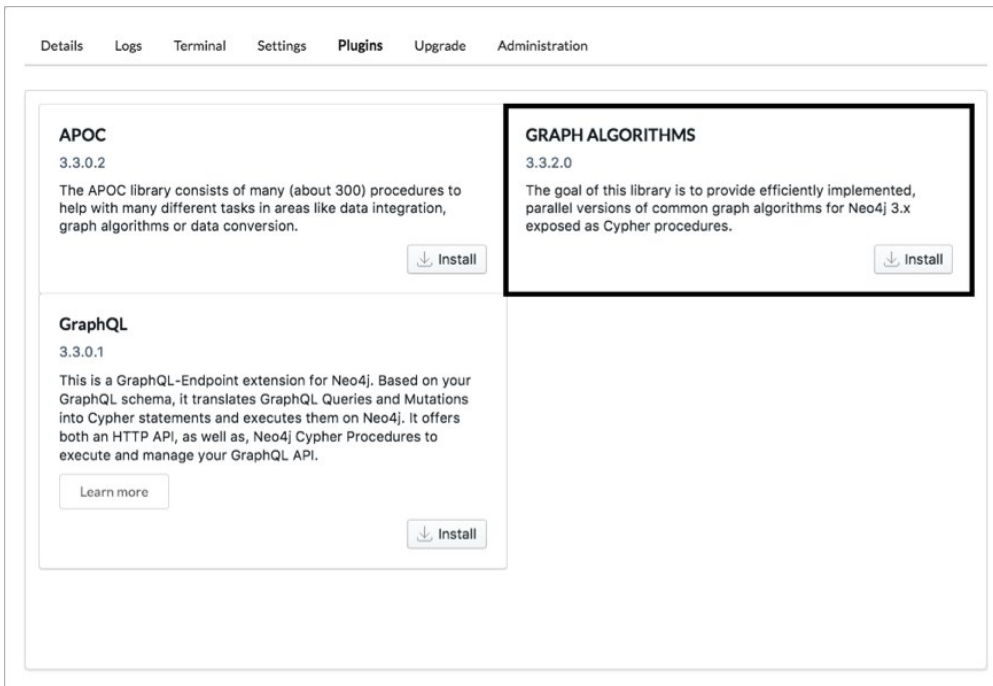 Details Logs Terminal Settings Plugins Upgrade Administration
APOC
3.3.0.2
The APOC library consists of many (about 300) procedures to
help with many different tasks in areas like data integration,
graph algorithms or data conversion.
Install
GRAPH ALGORITHMS
3.3.2.0
The goal of this library is to provide efficiently implemented,
parallel versions of common graph algorithms for Neo4j 3.x
exposed as Cypher procedures.
Install
GraphQL
3.3.0.1
This is a GraphQL-Endpoint extension for Neo4j. Based on your
GraphQL schema, it translates GraphQL Queries and Mutations
into Cypher statements and executes them on Neo4j. It offers
both an HTTP API, as well as, Neo4j Cypher Procedures to
execute and manage your GraphQL API.
Learn more
Install